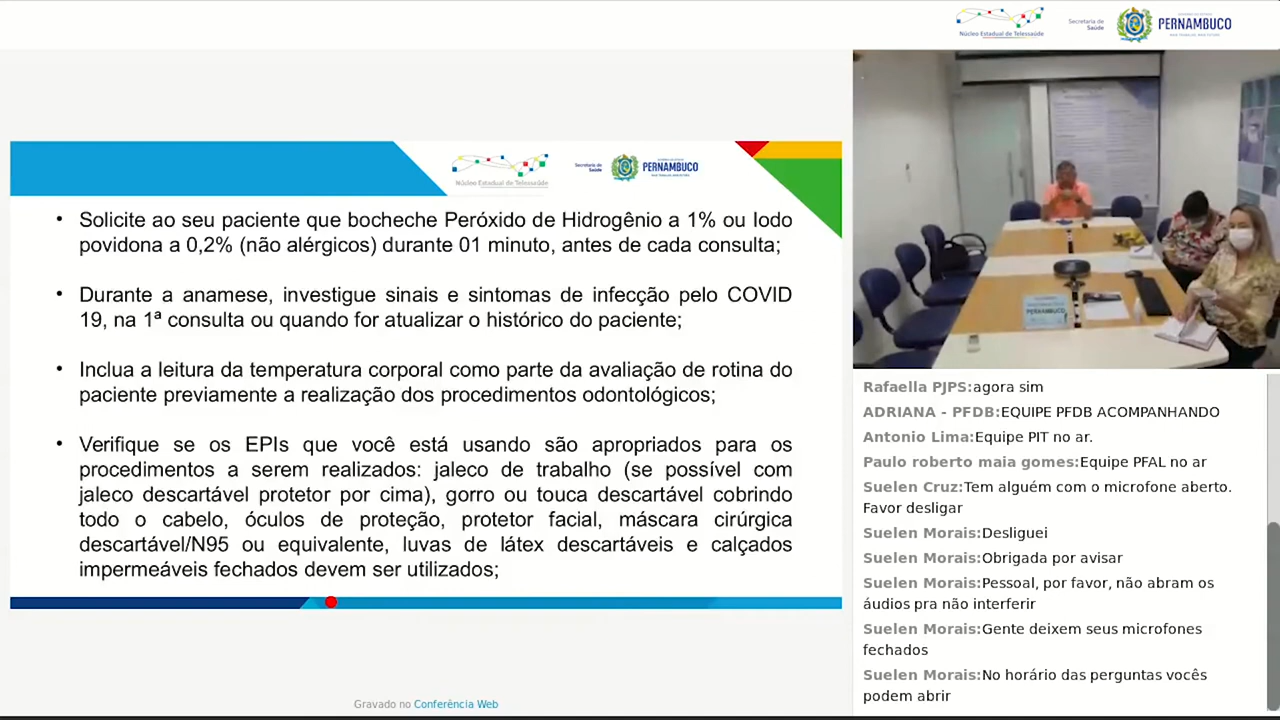 Núcleo Estadual de Telessaúde
Secretaria de
Saúde
PERNAMBUCO
Núcleo Estadual de Telessaúde
Secretaria de
Saúde
PERNAMBUCO
• Solicite ao seu paciente que bocheche Peróxido de Hidrogênio a 1% ou Iodo
povidona a 0,2% (não alérgicos) durante 01 minuto, antes de cada consulta;
• Durante a anamese, investigue sinais e sintomas de infecção pelo COVID
19, na 1ª consulta ou quando for atualizar o histórico do paciente;
• Inclua a leitura da temperatura corporal como parte da avaliação de rotina do
paciente previamente a realização dos procedimentos odontológicos;
• Verifique se os EPIs que você está usando são apropriados para os
procedimentos a serem realizados: jaleco de trabalho (se possível com
jaleco descartável protetor por cima), gorro ou touca descartável cobrindo
todo o cabelo, óculos de proteção, protetor facial, máscara cirúrgica
descartável/N95 ou equivalente, luvas de látex descartáveis e calçados
impermeáveis fechados devem ser utilizados;
Gravado no Conferência Web
PERNAMBUCO
Rafaella PJPS:agora sim
ADRIANA - PFDB:EQUIPE PFDB ACOMPANHANDO
Antonio Lima:Equipe PIT no ar.
Paulo roberto maia gomes:Equipe PFAL no ar
Suelen Cruz:Tem alguém com o microfone aberto.
Favor desligar
Suelen Morais:Desliguei
Suelen Morais:Obrigada por avisar
Suelen Morais:Pessoal, por favor, não abram os
áudios pra não interferir
Suelen Morais:Gente deixem seus microfones
fechados
Suelen Morais:No horário das perguntas vocês
podem abrir